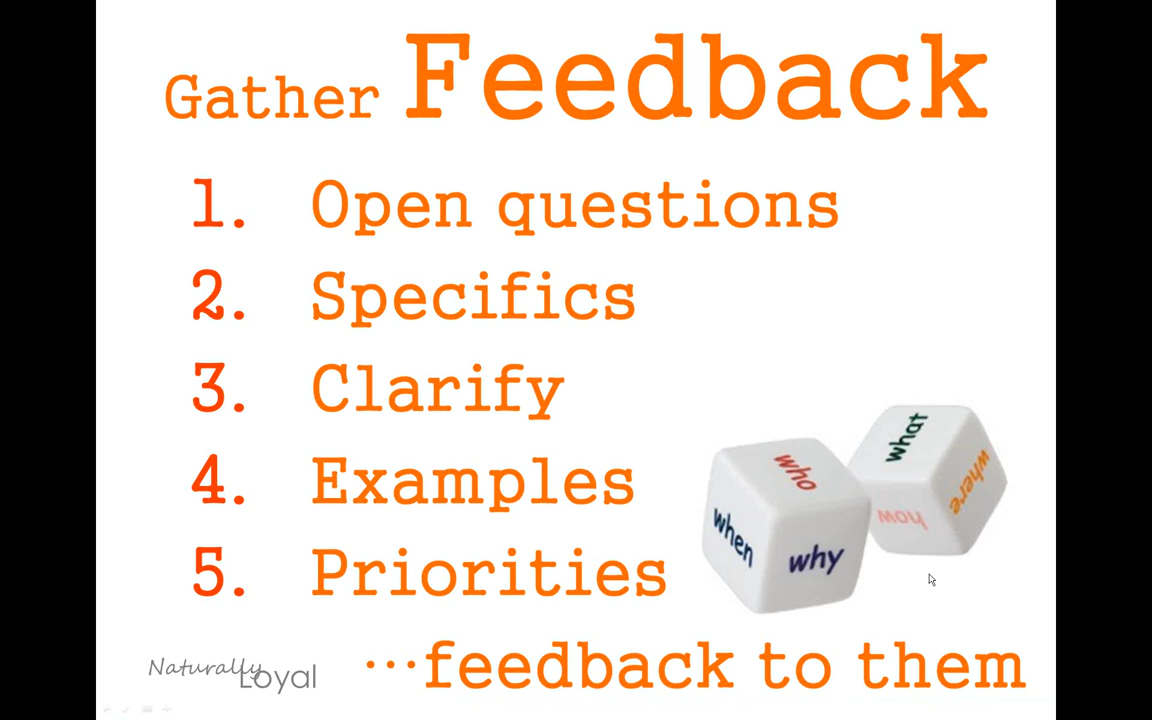 Gather Feedback
1. Open questions
2. Specifics
3. Clarify
4. Examples
5. Priorities
who
when
why
what
where
how
...feedback to them
Naturally
Loyal